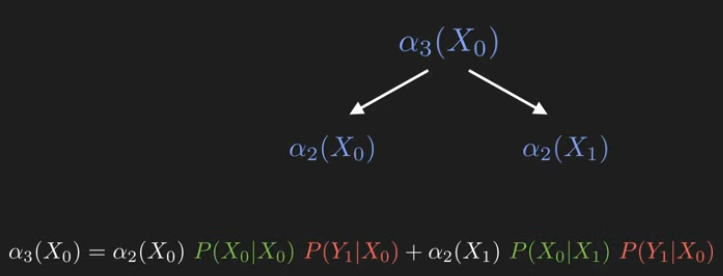 α₃(X₀)
α₂(X₀) α₂(X₁)
α₃(X₀) = α₂(X₀) P(X₀|X₀) P(Y₁|X₀) + α₂(X₁) P(X₀|X₁) P(Y₁|X₀)